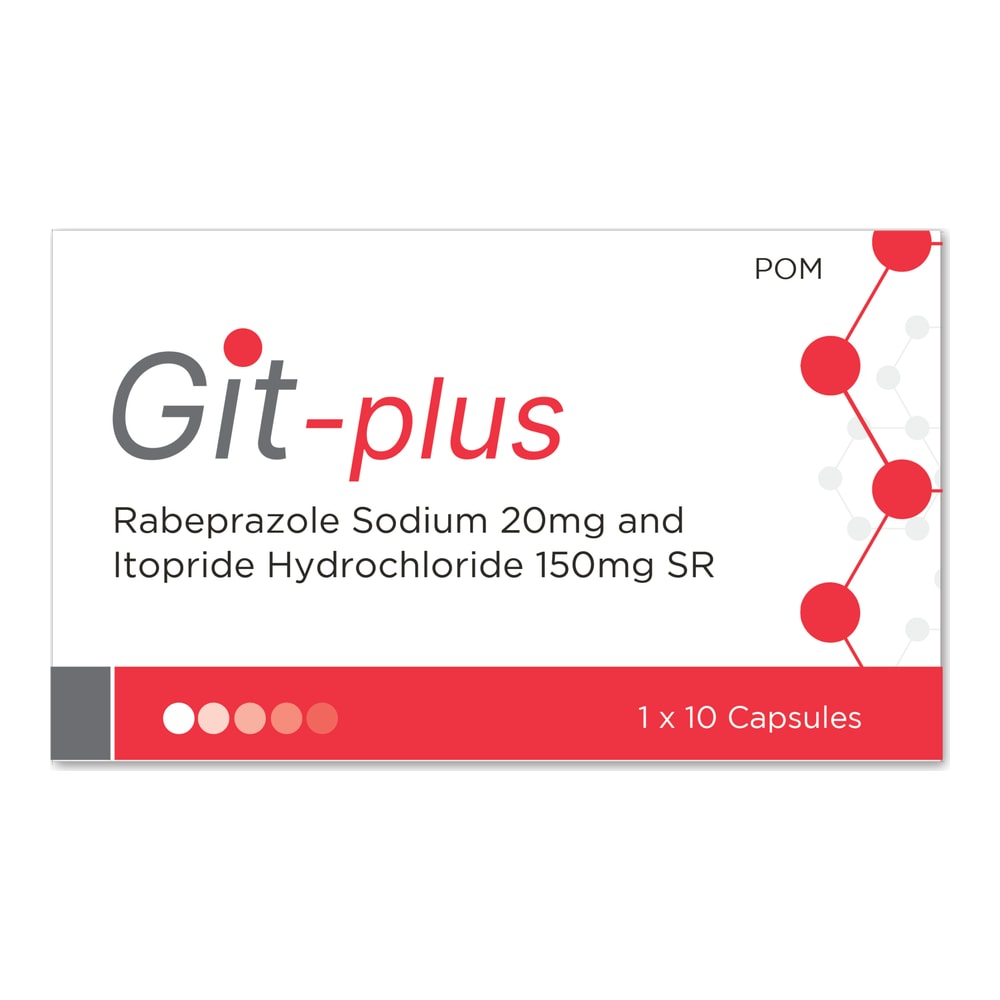 POM
Git-plus
Rabeprazole Sodium 20mg and
Itopride Hydrochloride 150mg SR
1 x 10 Capsules